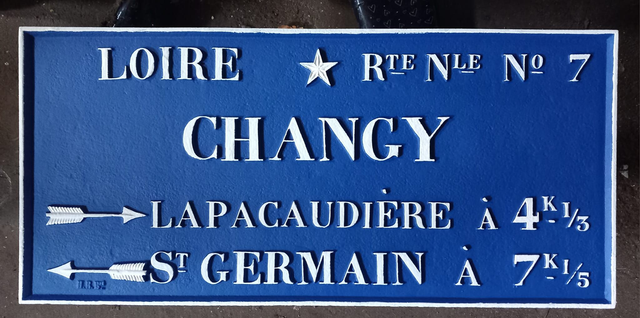 LOIRE ★ RTE NLE NO 7
CHANGY
LAPACAUDIÈRE À 4K-1/3
ST GERMAIN À 7K-1/5